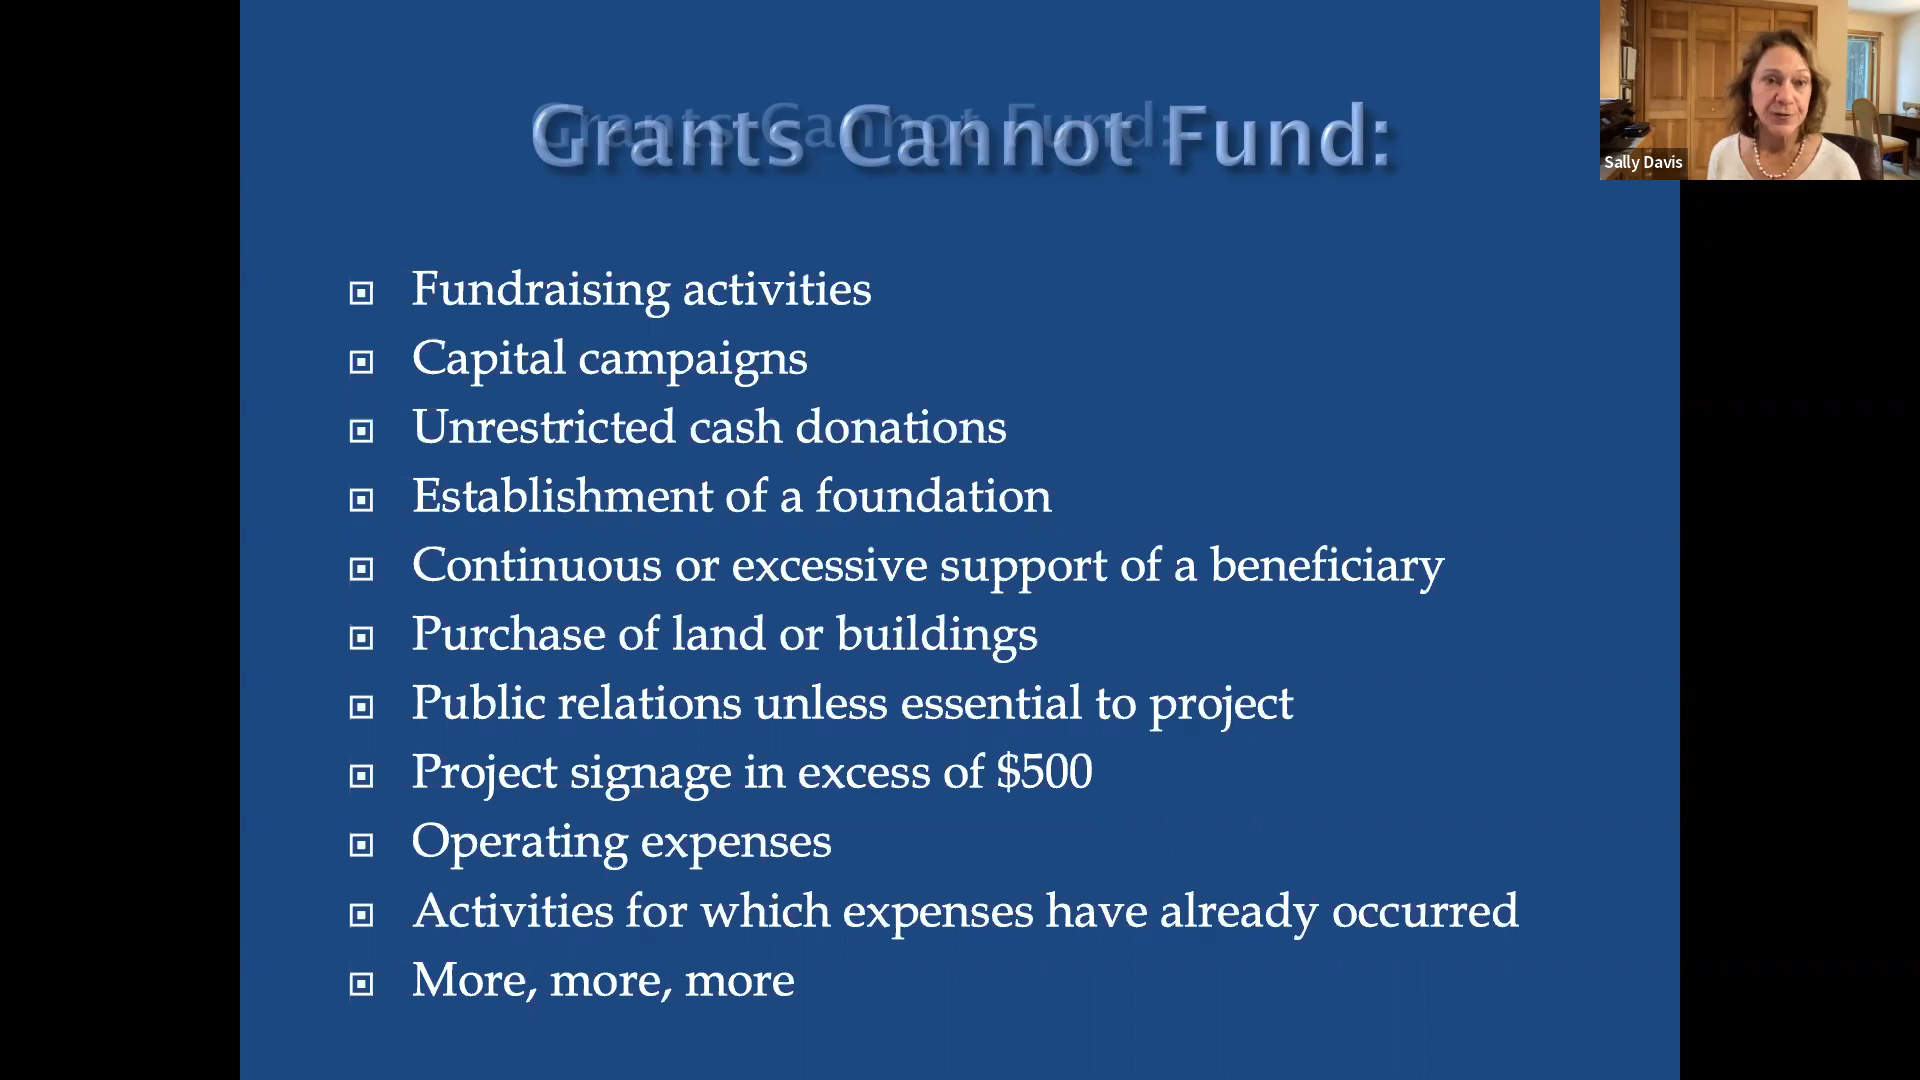 Grants Cannot Fund:
Sally Davis
Fundraising activities
Capital campaigns
Unrestricted cash donations
Establishment of a foundation
Continuous or excessive support of a beneficiary
Purchase of land or buildings
Public relations unless essential to project
Project signage in excess of $500
Operating expenses
Activities for which expenses have already occurred
More, more, more